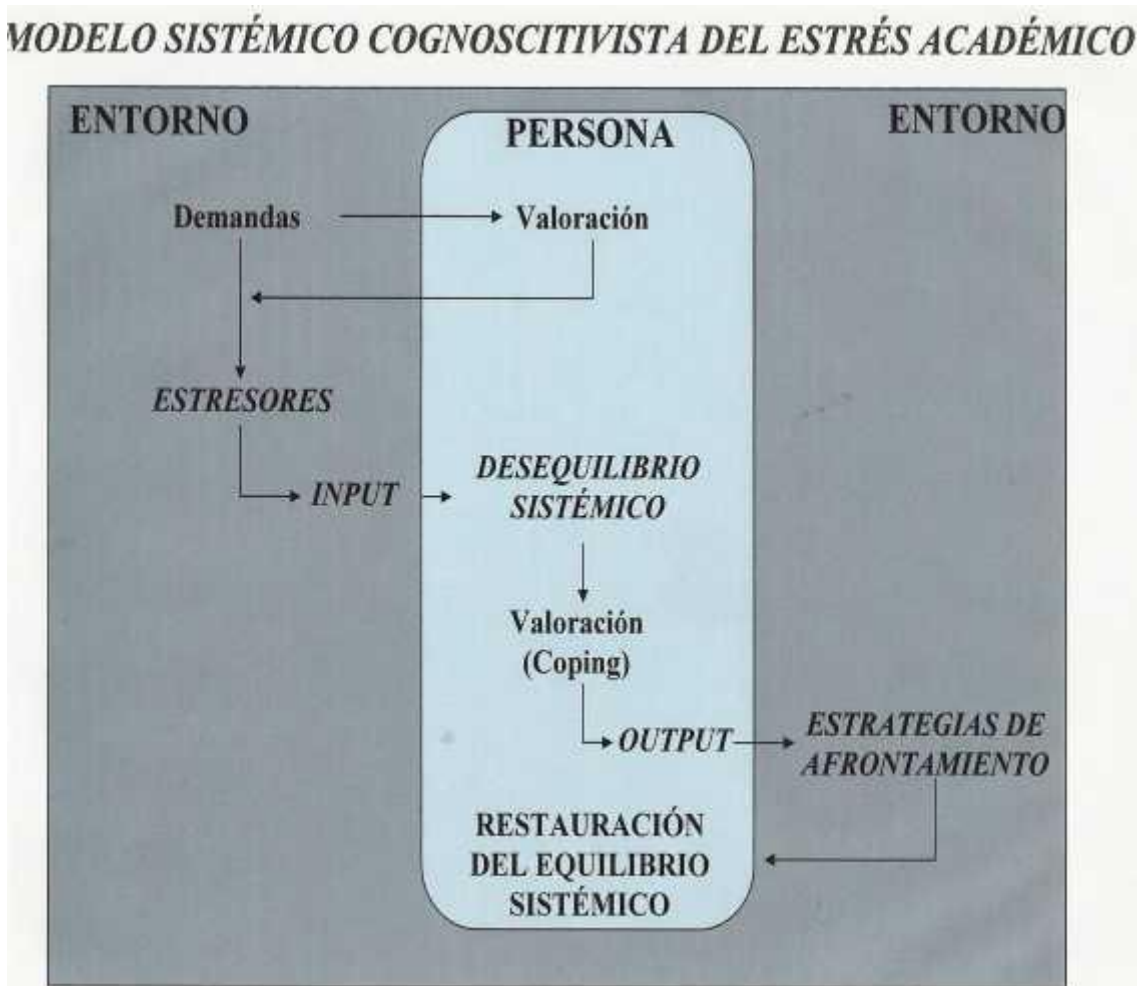 MODELO SISTÉMICO COGNOSCITIVISTA DEL ESTRÉS ACADÉMICO
ENTORNO
PERSONA
ENTORNO
Demandas
Valoración
ESTRESORES
INPUT
DESEQUILIBRIO
SISTÉMICO
Valoración
(Coping)
OUTPUT
ESTRATEGIAS DE
AFRONTAMIENTO
RESTAURACIÓN
DEL EQUILIBRIO
SISTÉMICO